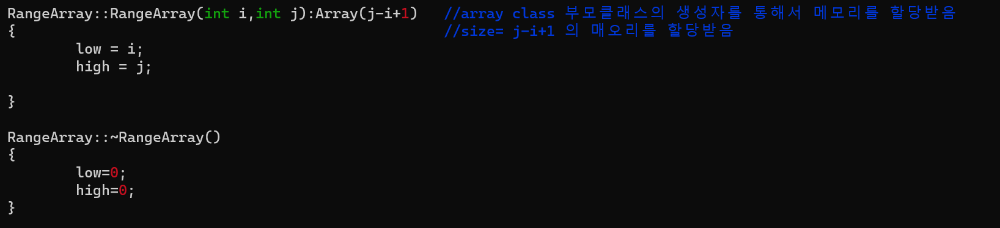 RangeArray::RangeArray(int i,int j):Array(j-i+1)   //array class 부모클래스의 생성자를 통해서 메모리를 할당받음
{                                                  //size= j-i+1 의 매오리를 할당받음
        low = i;
        high = j;

}

RangeArray::~RangeArray()
{
        low=0;
        high=0;
}